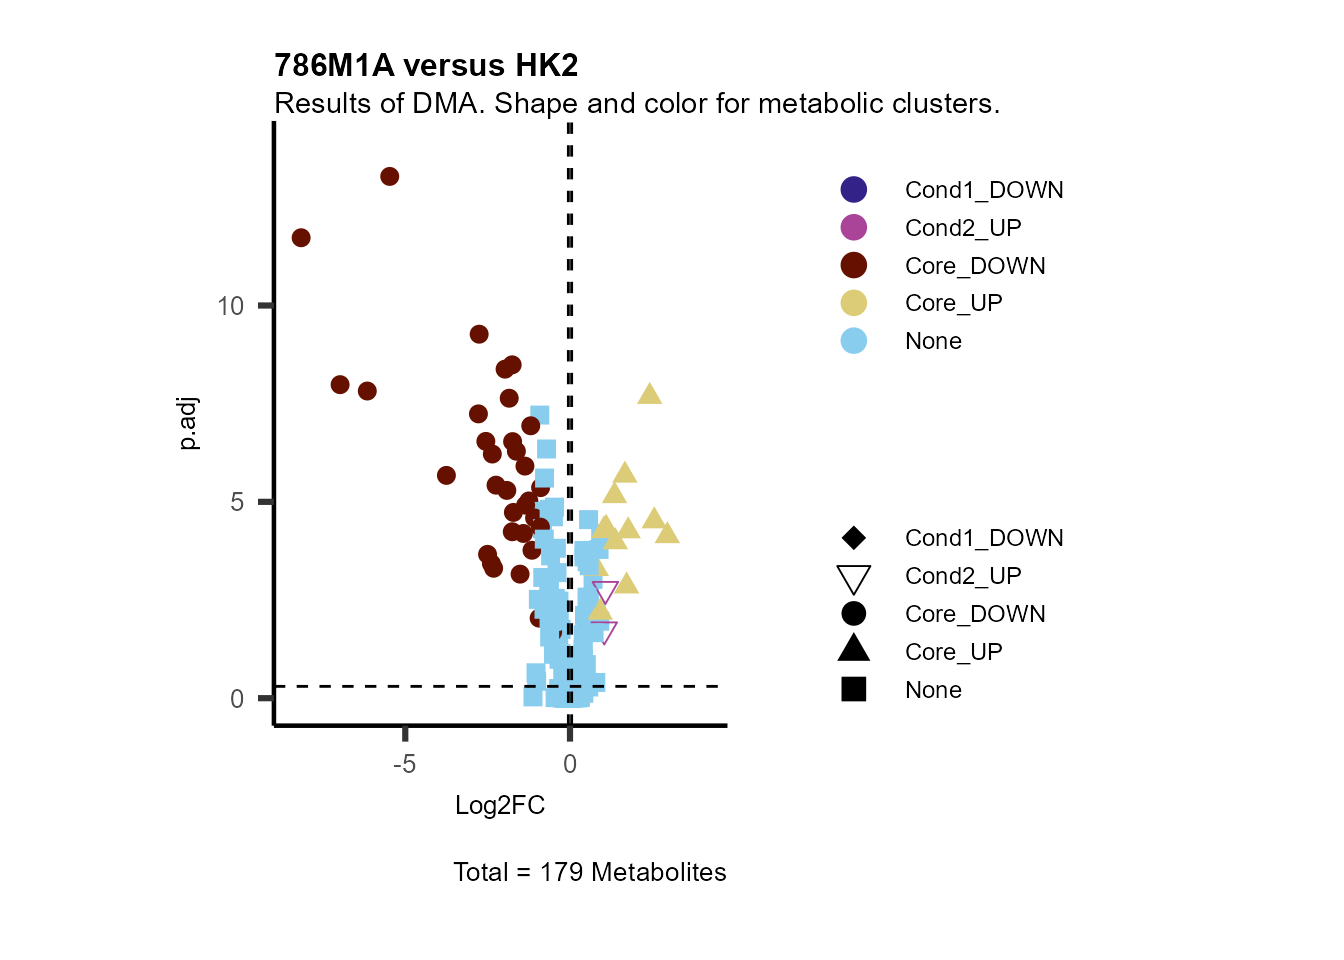 786M1A versus HK2
Results of DMA. Shape and color for metabolic clusters.
p.adj
10
5
0
-5
0
Log2FC
Total = 179 Metabolites
Cond1_DOWN
Cond2_UP
Core_DOWN
Core_UP
None
Cond1_DOWN
Cond2_UP
Core_DOWN
Core_UP
None